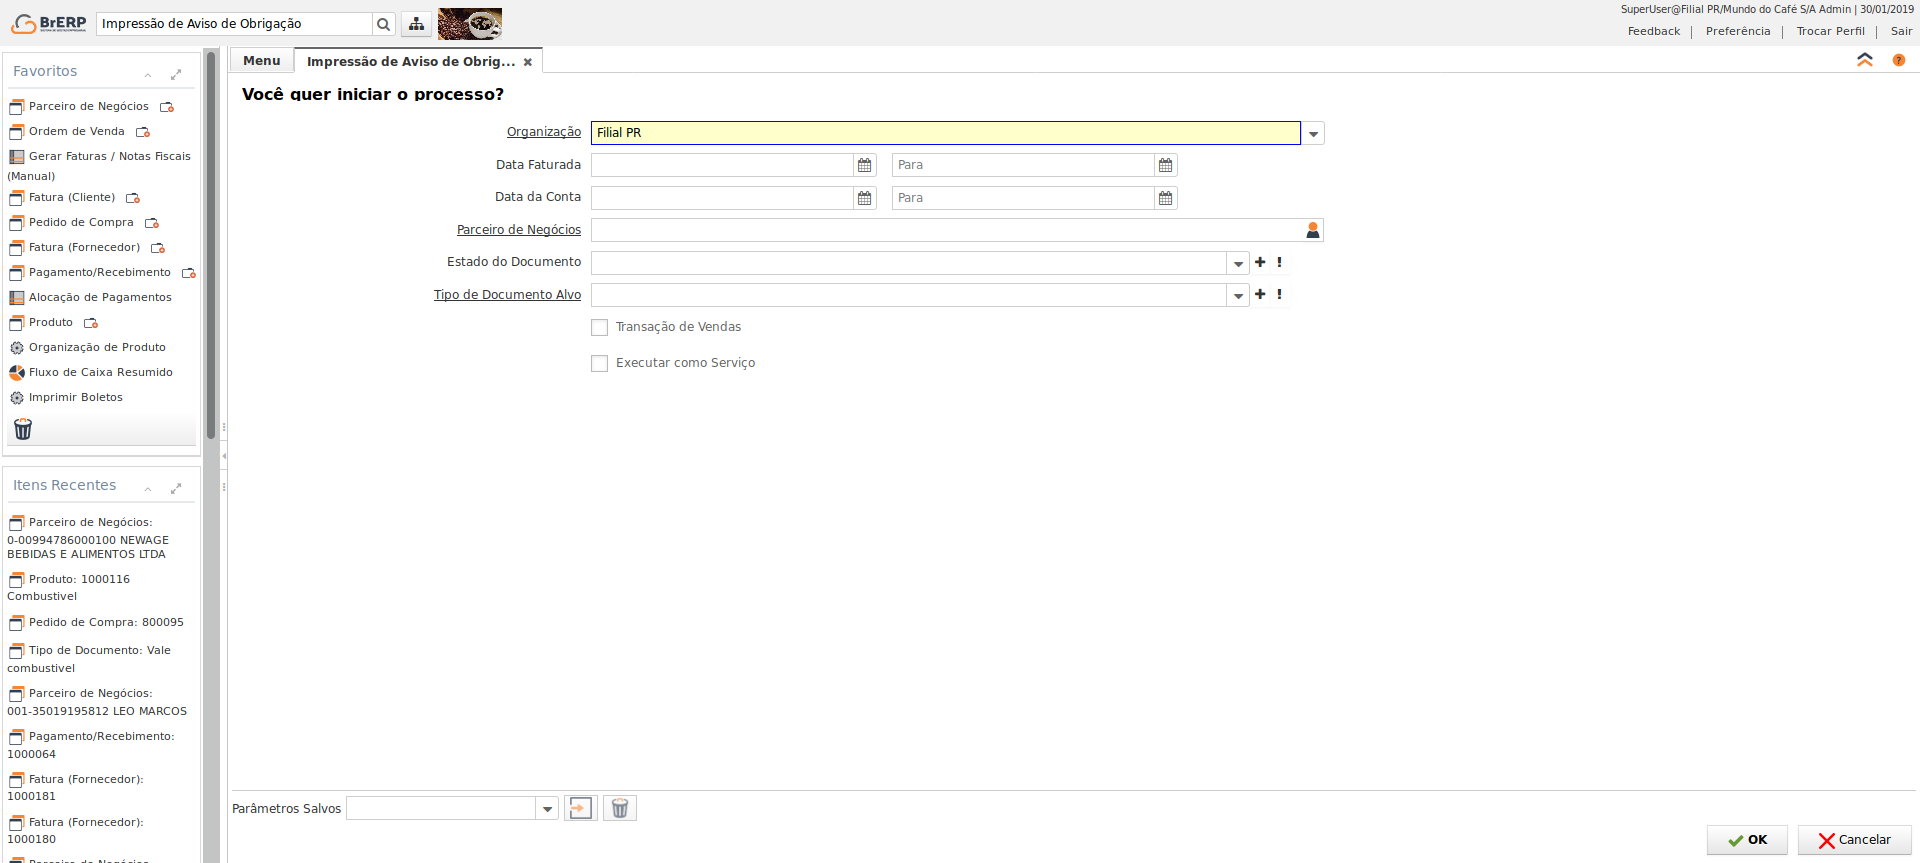 BrERP
Impressão de Aviso de Obrigação
SuperUser@Filial PR/Mundo do Café S/A Admin | 30/01/2019
Feedback | Preferência | Trocar Perfil | Sair
Favoritos
Parceiro de Negócios
Ordem de Venda
Gerar Faturas / Notas Fiscais
(Manual)
Fatura (Cliente)
Pedido de Compra
Fatura (Fornecedor)
Pagamento/Recebimento
Alocação de Pagamentos
Produto
Organização de Produto
Fluxo de Caixa Resumido
Imprimir Boletos
Itens Recentes
Parceiro de Negócios:
0-00994786000100 NEWAGE
BEBIDAS E ALIMENTOS LTDA
Produto: 1000116
Combustivel
Pedido de Compra: 800095
Tipo de Documento: Vale
combustivel
Parceiro de Negócios:
001-35019195812 LEO MARCOS
Pagamento/Recebimento:
1000064
Fatura (Fornecedor):
1000181
Fatura (Fornecedor):
1000180
Parceiro de Negócios
Menu
Impressão de Aviso de Obrig...
Você quer iniciar o processo?
Organização Filial PR
Data Faturada Para
Data da Conta Para
Parceiro de Negócios
Estado do Documento
Tipo de Documento Alvo
Transação de Vendas
Executar como Serviço
Parâmetros Salvos
OK
Cancelar